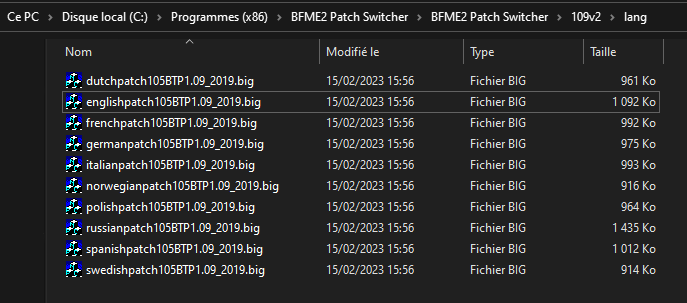 Ce PC > Disque local (C:) > Programmes (x86) > BFME2 Patch Switcher > BFME2 Patch Switcher > 109v2 > lang
Nom Modifié le Type Taille
dutchpatch105BTP1.09_2019.big 15/02/2023 15:56 Fichier BIG 961 Ko
englishpatch105BTP1.09_2019.big 15/02/2023 15:56 Fichier BIG 1 092 Ko
frenchpatch105BTP1.09_2019.big 15/02/2023 15:56 Fichier BIG 992 Ko
germanpatch105BTP1.09_2019.big 15/02/2023 15:56 Fichier BIG 975 Ko
italianpatch105BTP1.09_2019.big 15/02/2023 15:56 Fichier BIG 993 Ko
norwegianpatch105BTP1.09_2019.big 15/02/2023 15:56 Fichier BIG 916 Ko
polishpatch105BTP1.09_2019.big 15/02/2023 15:56 Fichier BIG 964 Ko
russianpatch105BTP1.09_2019.big 15/02/2023 15:56 Fichier BIG 1 435 Ko
spanishpatch105BTP1.09_2019.big 15/02/2023 15:56 Fichier BIG 1 012 Ko
swedishpatch105BTP1.09_2019.big 15/02/2023 15:56 Fichier BIG 914 Ko